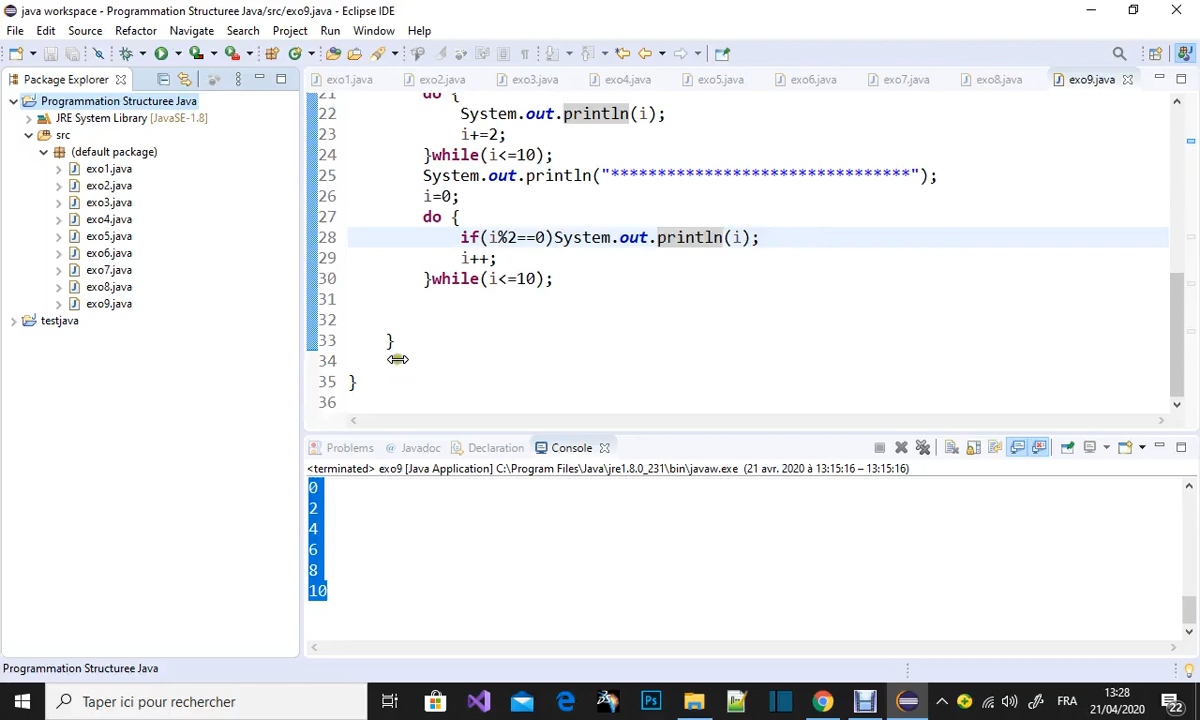 java workspace - Programmation Structuree Java/src/exo9.java - Eclipse IDE
File Edit Source Refactor Navigate Search Project Run Window Help
Package Explorer
exo1.java exo2.java exo3.java exo4.java exo5.java exo6.java exo7.java exo8.java exo9.java
Programmation Structuree Java
JRE System Library [JavaSE-1.8]
src
(default package)
exo1.java
exo2.java
exo3.java
exo4.java
exo5.java
exo6.java
exo7.java
exo8.java
exo9.java
testjava
21 do {
22 System.out.println(i);
23 i+=2;
24 }while(i<=10);
25 System.out.println("********************************");
26 i=0;
27 do {
28 if(i%2==0)System.out.println(i);
29 i++;
30 }while(i<=10);
31
32
33 }
34
35 }
36
Problems @ Javadoc Declaration Console
<terminated> exo9 [Java Application] C:\Program Files\Java\jre1.8.0_231\bin\javaw.exe (21 avr. 2020 à 13:15:16 – 13:15:16)
0
2
4
6
8
10
Programmation Structuree Java
Taper ici pour rechercher
Ps
FRA
13:28
21/04/2020
22